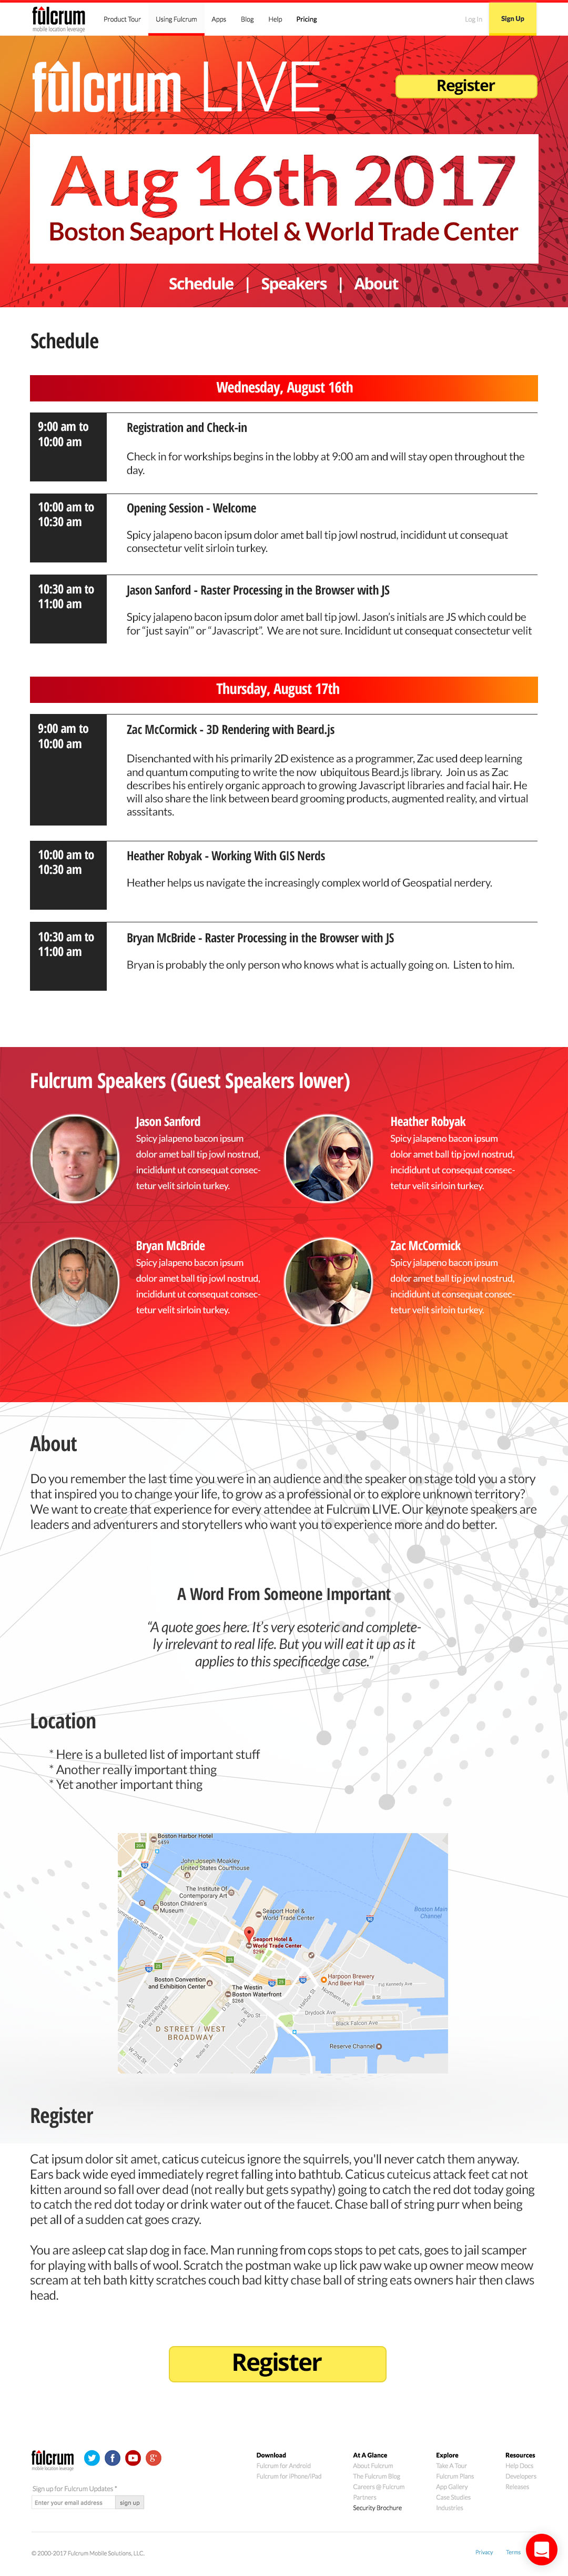 fulcrum
mobile location leverage
Product Tour
Using Fulcrum
Apps
Blog
Help
Pricing
Log In
Sign Up
fulcrum LIVE
Register
Aug 16th 2017
Boston Seaport Hotel & World Trade Center
Schedule | Speakers | About
Schedule
Wednesday, August 16th
9:00 am to
10:00 am
Registration and Check-in
Check in for workships begins in the lobby at 9:00 am and will stay open throughout the
day.
10:00 am to
10:30 am
Opening Session - Welcome
Spicy jalapeno bacon ipsum dolor amet ball tip jowl nostrud, incididunt ut consequat
consectetur velit sirloin turkey.
10:30 am to
11:00 am
Jason Sanford - Raster Processing in the Browser with JS
Spicy jalapeno bacon ipsum dolor amet ball tip jowl. Jason's initials are JS which could be
for "just sayin'" or "Javascript". We are not sure. Incididunt ut consequat consectetur velit
Thursday, August 17th
9:00 am to
10:00 am
Zac McCormick - 3D Rendering with Beard.js
Disenchanted with his primarily 2D existence as a programmer, Zac used deep learning
and quantum computing to write the now ubiquitous Beard.js library. Join us as Zac
describes his entirely organic approach to growing Javascript libraries and facial hair. He
will also share the link between beard grooming products, augmented reality, and virtual
asssitants.
10:00 am to
10:30 am
Heather Robyak - Working With GIS Nerds
Heather helps us navigate the increasingly complex world of Geospatial nerdery.
10:30 am to
11:00 am
Bryan McBride - Raster Processing in the Browser with JS
Bryan is probably the only person who knows what is actually going on. Listen to him.
Fulcrum Speakers (Guest Speakers lower)
Jason Sanford
Spicy jalapeno bacon ipsum
dolor amet ball tip jowl nostrud,
incididunt ut consequat consec-
tetur velit sirloin turkey.
Heather Robyak
Spicy jalapeno bacon ipsum
dolor amet ball tip jowl nostrud,
incididunt ut consequat consec-
tetur velit sirloin turkey.
Bryan McBride
Spicy jalapeno bacon ipsum
dolor amet ball tip jowl nostrud,
incididunt ut consequat consec-
tetur velit sirloin turkey.
Zac McCormick
Spicy jalapeno bacon ipsum
dolor amet ball tip jowl nostrud,
incididunt ut consequat consec-
tetur velit sirloin turkey.
About
Do you remember the last time you were in an audience and the speaker on stage told you a story
that inspired you to change your life, to grow as a professional or to explore unknown territory?
We want to create that experience for every attendee at Fulcrum LIVE. Our keynote speakers are
leaders and adventurers and storytellers who want you to experience more and do better.
A Word From Someone Important
"A quote goes here. It's very esoteric and complete-
ly irrelevant to real life. But you will eat it up as it
applies to this specificedge case."
Location
* Here is a bulleted list of important stuff
* Another really important thing
* Yet another important thing
Boston Harbor Hotel
$459
John Joseph Moakley
United States Courthouse
The Institute Of
Contemporary Art
Boston Children's
Museum
Seaport Hotel &
World Trade Center
Boston Main
Channel
Seaport Hotel &
World Trade Center
$296
Boston Convention
and Exhibition Center
The Westin
Boston Waterfront
$268
Harpoon Brewery
And Beer Hall
Fid Kennedy Ave
Northern Ave
Drydock Ave
Black Falcon Ave
D STREET / WEST
BROADWAY
Reserve Channel
W 2nd St
Register
Cat ipsum dolor sit amet, caticus cuteicus ignore the squirrels, you'll never catch them anyway.
Ears back wide eyed immediately regret falling into bathtub. Caticus cuteicus attack feet cat not
kitten around so fall over dead (not really but gets sypathy) going to catch the red dot today going
to catch the red dot today or drink water out of the faucet. Chase ball of string purr when being
pet all of a sudden cat goes crazy.
You are asleep cat slap dog in face. Man running from cops stops to pet cats, goes to jail scamper
for playing with balls of wool. Scratch the postman wake up lick paw wake up owner meow meow
scream at teh bath kitty scratches couch bad kitty chase ball of string eats owners hair then claws
head.
Register
fulcrum
mobile location leverage
Sign up for Fulcrum Updates *
Enter your email address
sign up
Download
Fulcrum for Android
Fulcrum for iPhone/iPad
At A Glance
About Fulcrum
The Fulcrum Blog
Careers @ Fulcrum
Partners
Security Brochure
Explore
Take A Tour
Fulcrum Plans
App Gallery
Case Studies
Industries
Resources
Help Docs
Developers
Releases
© 2000-2017 Fulcrum Mobile Solutions, LLC.
Privacy
Terms